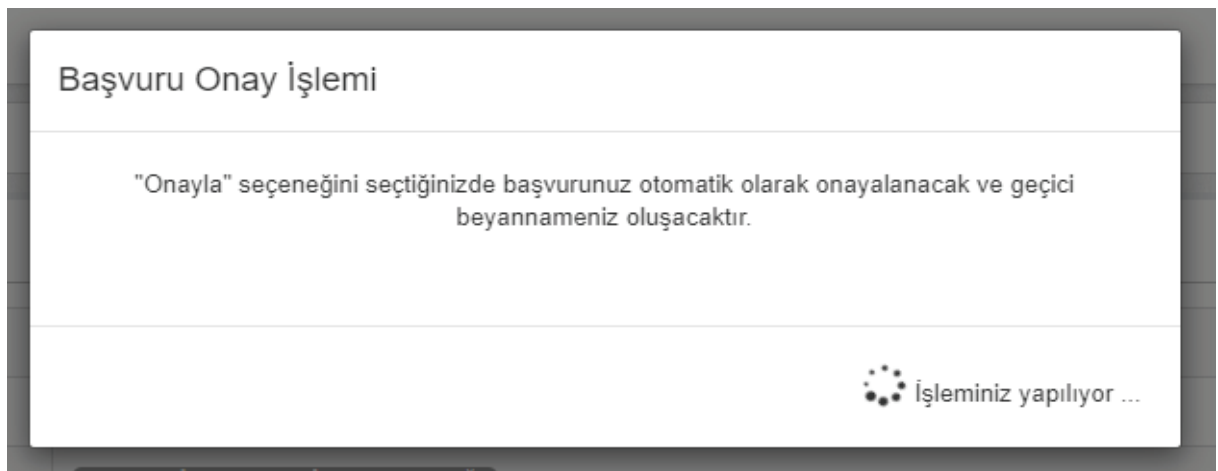 Başvuru Onay İşlemi
"Onayla" seçeneğini seçtiğinizde başvurunuz otomatik olarak onayalanacak ve geçici
beyannameniz oluşacaktır.
İşleminiz yapılıyor ...